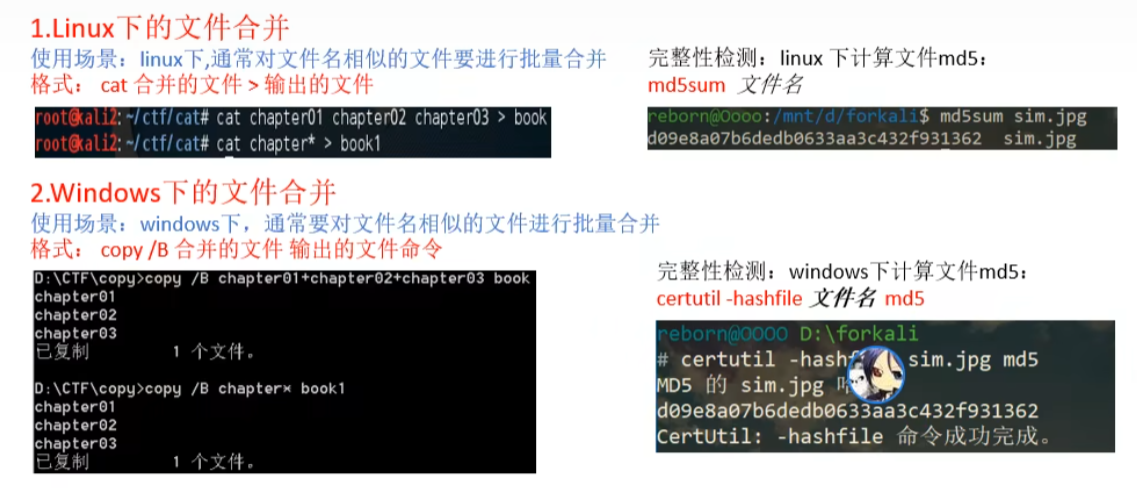 1.Linux下的文件合并
使用场景：linux下,通常对文件名相似的文件要进行批量合并
格式： cat 合并的文件 > 输出的文件
root@kali2:~/ctf/cat# cat chapter01 chapter02 chapter03 > book
root@kali2:~/ctf/cat# cat chapter* > book1
完整性检测：linux 下计算文件md5：
md5sum 文件名
reborn@Oooo:/mnt/d/forkali$ md5sum sim.jpg
d09e8a07b6dedb0633aa3c432f931362 sim.jpg
2.Windows下的文件合并
使用场景：windows下，通常要对文件名相似的文件进行批量合并
格式： copy /B 合并的文件 输出的文件命令
D:\CTF\copy>copy /B chapter01+chapter02+chapter03 book
chapter01
chapter02
chapter03
已复制 1 个文件。
D:\CTF\copy>copy /B chapter* book1
chapter01
chapter02
chapter03
已复制 1 个文件。
完整性检测：windows下计算文件md5：
certutil -hashfile 文件名 md5
reborn@OOOO D:\forkali
# certutil sim.jpg md5
MD5 的 sim.jpg
d09e8a07b6dedb0633aa3c432f931362
CertUtil: -hashfile 命令成功完成。